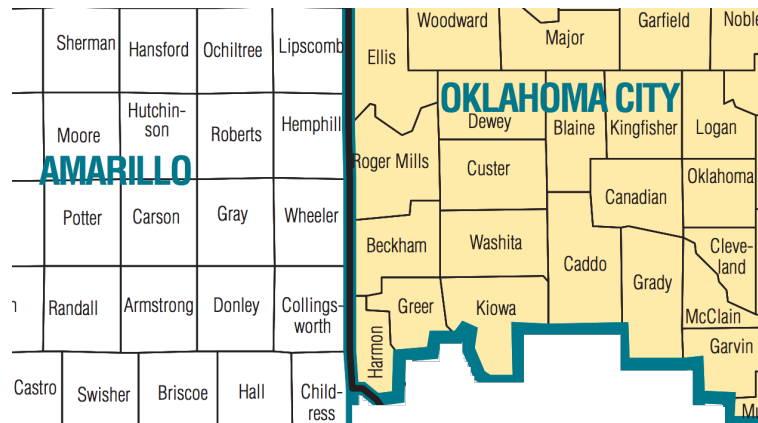 Woodward
Garfield
Noble
Sherman
Hansford
Ochiltree
Lipscomb
Major
Ellis
OKLAHOMA CITY
Hutchin-
son
Hemphill
Dewey
Blaine
Kingfisher
Logan
Moore
Roberts
AMARILLO
Roger Mills
Custer
Oklahoma
Canadian
Potter
Carson
Gray
Wheeler
Beckham
Washita
Cleve-
land
Caddo
Grady
Randall
Armstrong
Donley
Collings-
worth
Greer
Kiowa
McClain
Garvin
Harmon
Castro
Swisher
Briscoe
Hall
Child-
ress